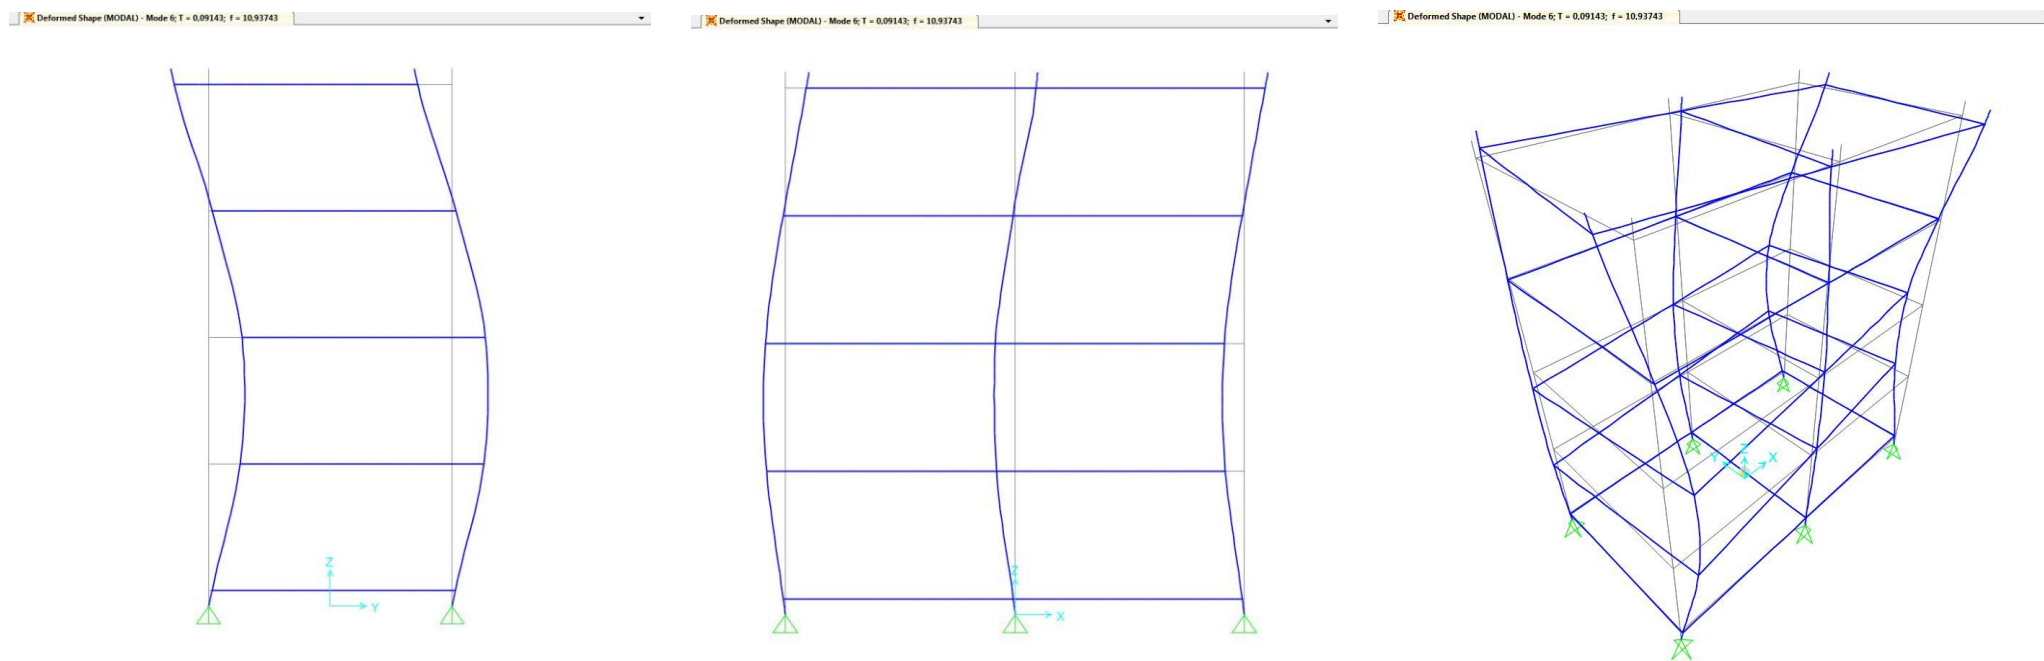 Deformed Shape (MODAL) - Mode 6; T = 0,09143; f = 10,93743
Z
Y
Deformed Shape (MODAL) - Mode 6; T = 0,09143; f = 10,93743
Z
X
Deformed Shape (MODAL) - Mode 6; T = 0,09143; f = 10,93743
Z
Y
X